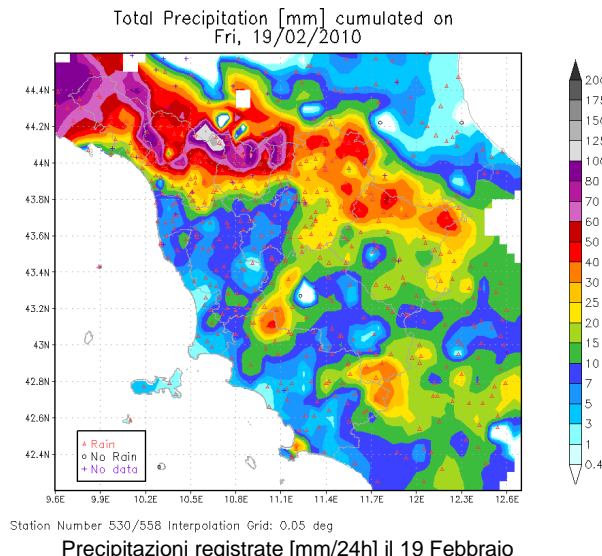 Total Precipitation [mm] cumulated on
Fri, 19/02/2010
44.4N
44.2N
44N
43.8N
43.6N
43.4N
43.2N
43N
42.8N
42.6N
42.4N
Rain
No Rain
No data
9.6E 9.9E 10.2E 10.5E 10.8E 11.1E 11.4E 11.7E 12E 12.3E 12.6E
200
175
150
125
100
80
70
60
50
40
30
25
20
15
10
7
5
3
1
0.4
Station Number 530/558 Interpolation Grid: 0.05 deg
Precipitazioni registrate [mm/24h] il 19 Febbraio